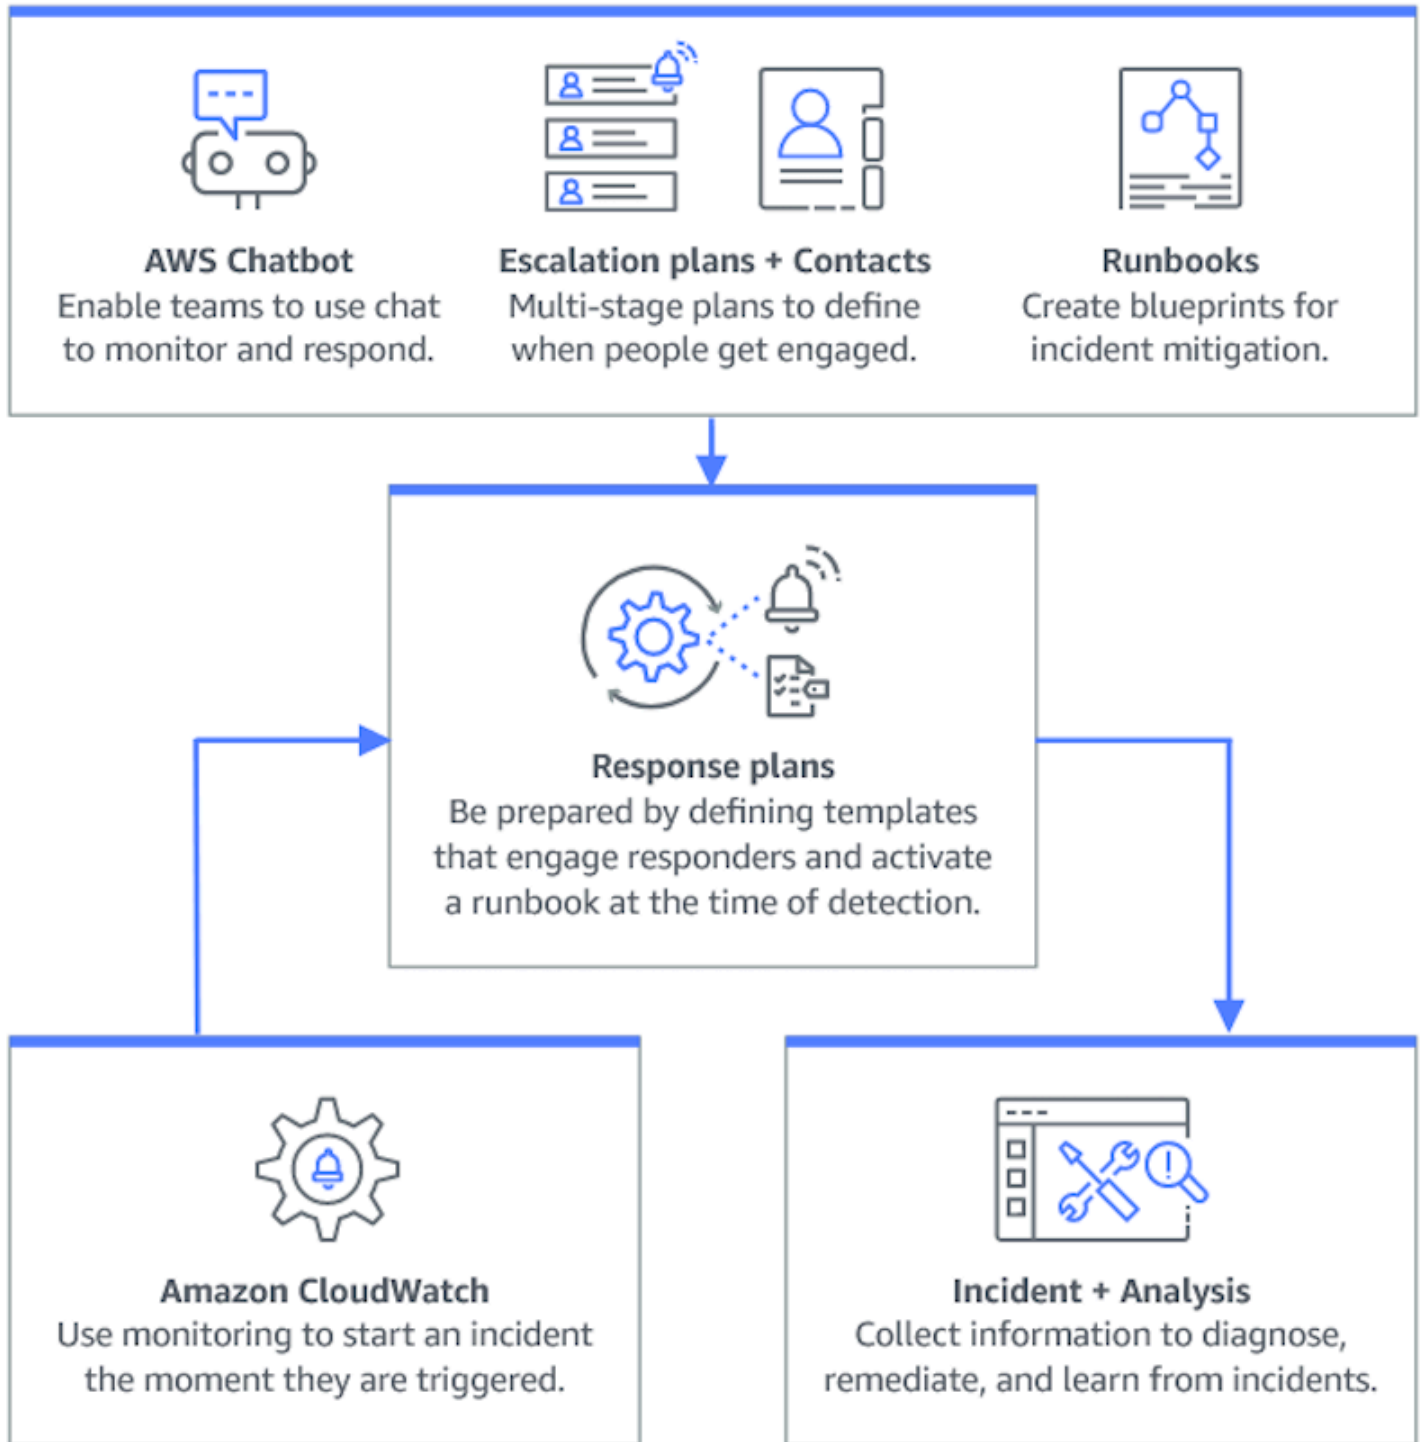 AWS Chatbot
Enable teams to use chat
to monitor and respond.
Escalation plans + Contacts
Multi-stage plans to define
when people get engaged.
Runbooks
Create blueprints for
incident mitigation.
Response plans
Be prepared by defining templates
that engage responders and activate
a runbook at the time of detection.
Amazon CloudWatch
Use monitoring to start an incident
the moment they are triggered.
Incident + Analysis
Collect information to diagnose,
remediate, and learn from incidents.